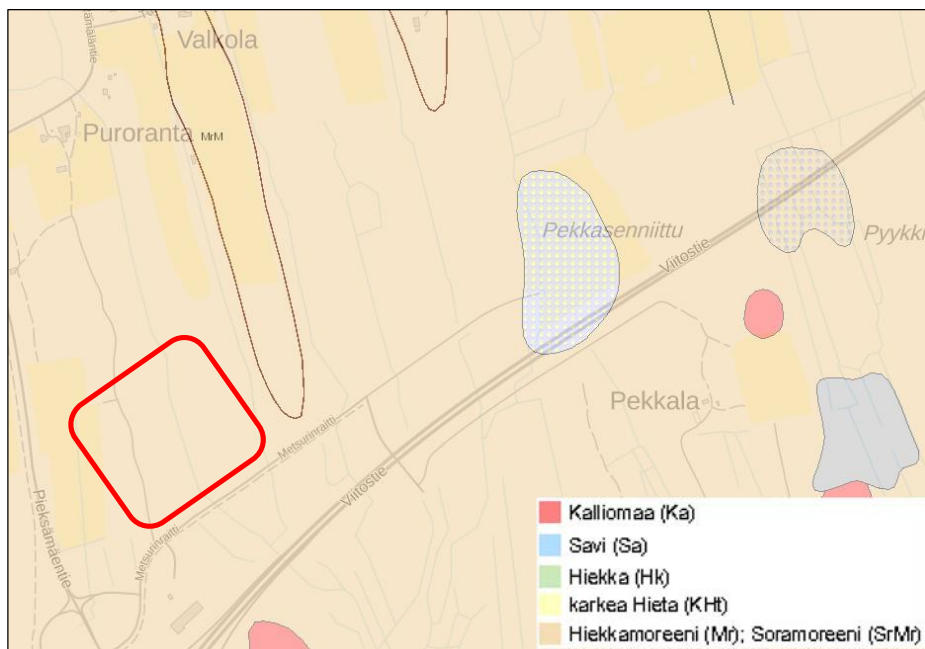 Valkola
Puroranta
MrM
Pekkasenniittu
Pyykki
Viitostie
Pekkala
Metsurinraitti
Viitostie
Pieksämäentie
Metsurinraitti
Kalliomaa (Ka)
Savi (Sa)
Hiekka (Hk)
karkea Hieta (KHt)
Hiekkamoreeni (Mr); Soramoreeni (SrMr)